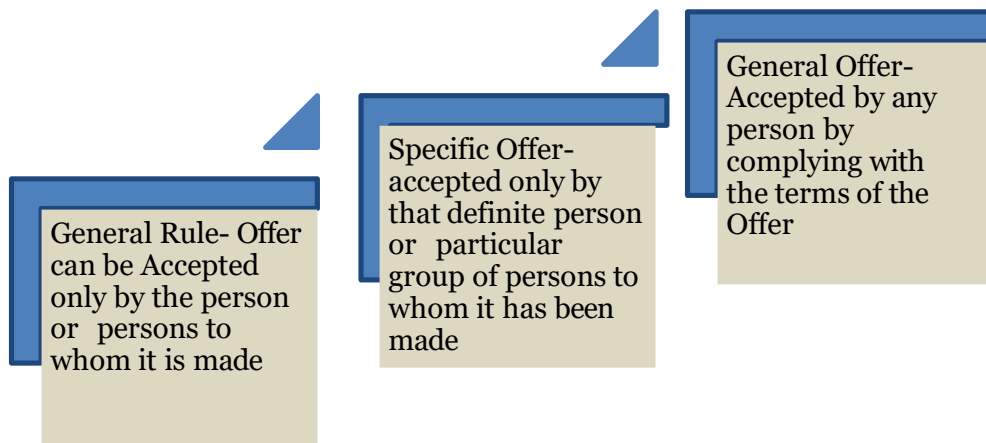 General Rule- Offer
can be Accepted
only by the person
or persons to
whom it is made
Specific Offer-
accepted only by
that definite person
or particular
group of persons to
whom it has been
made
General Offer-
Accepted by any
person by
complying with
the terms of the
Offer